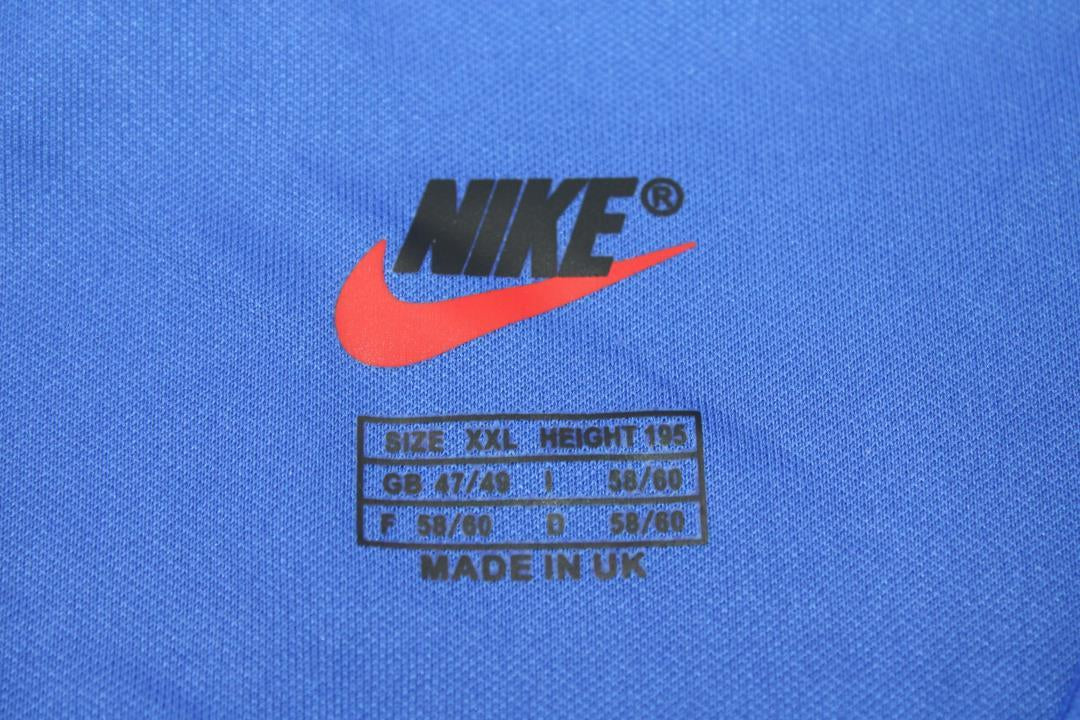 NIKE®
SIZE XXL HEIGHT 195
GB 47/49 I 58/60
F 58/60 D 58/60
MADE IN UK